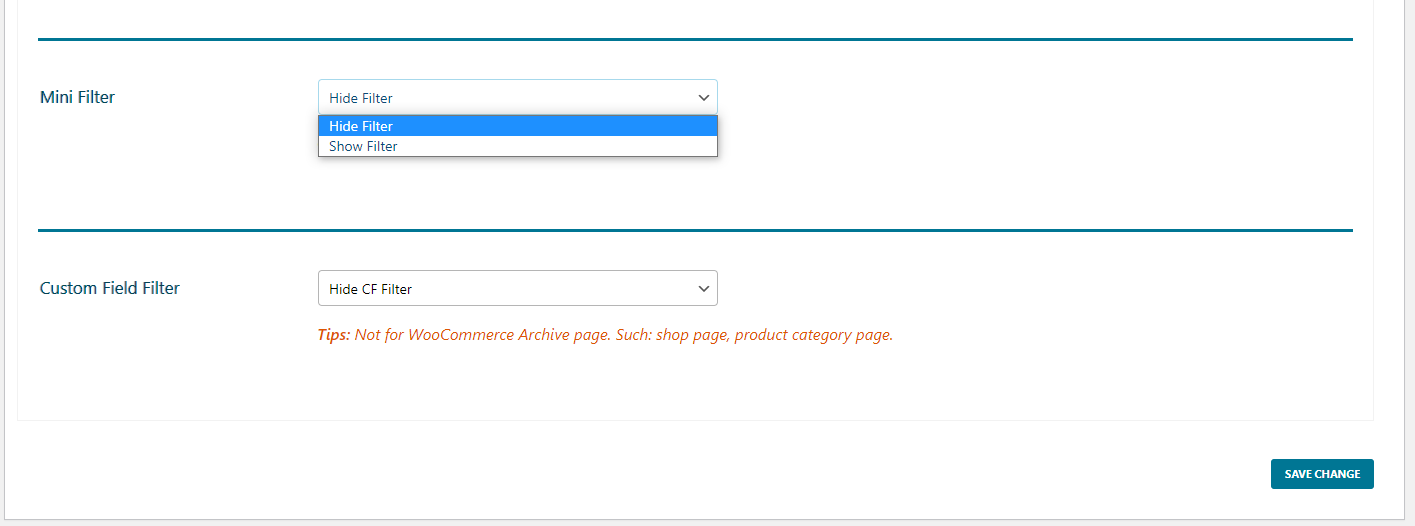 Mini Filter
Hide Filter
Hide Filter
Show Filter
Custom Field Filter
Hide CF Filter
Tips: Not for WooCommerce Archive page. Such: shop page, product category page.
SAVE CHANGE